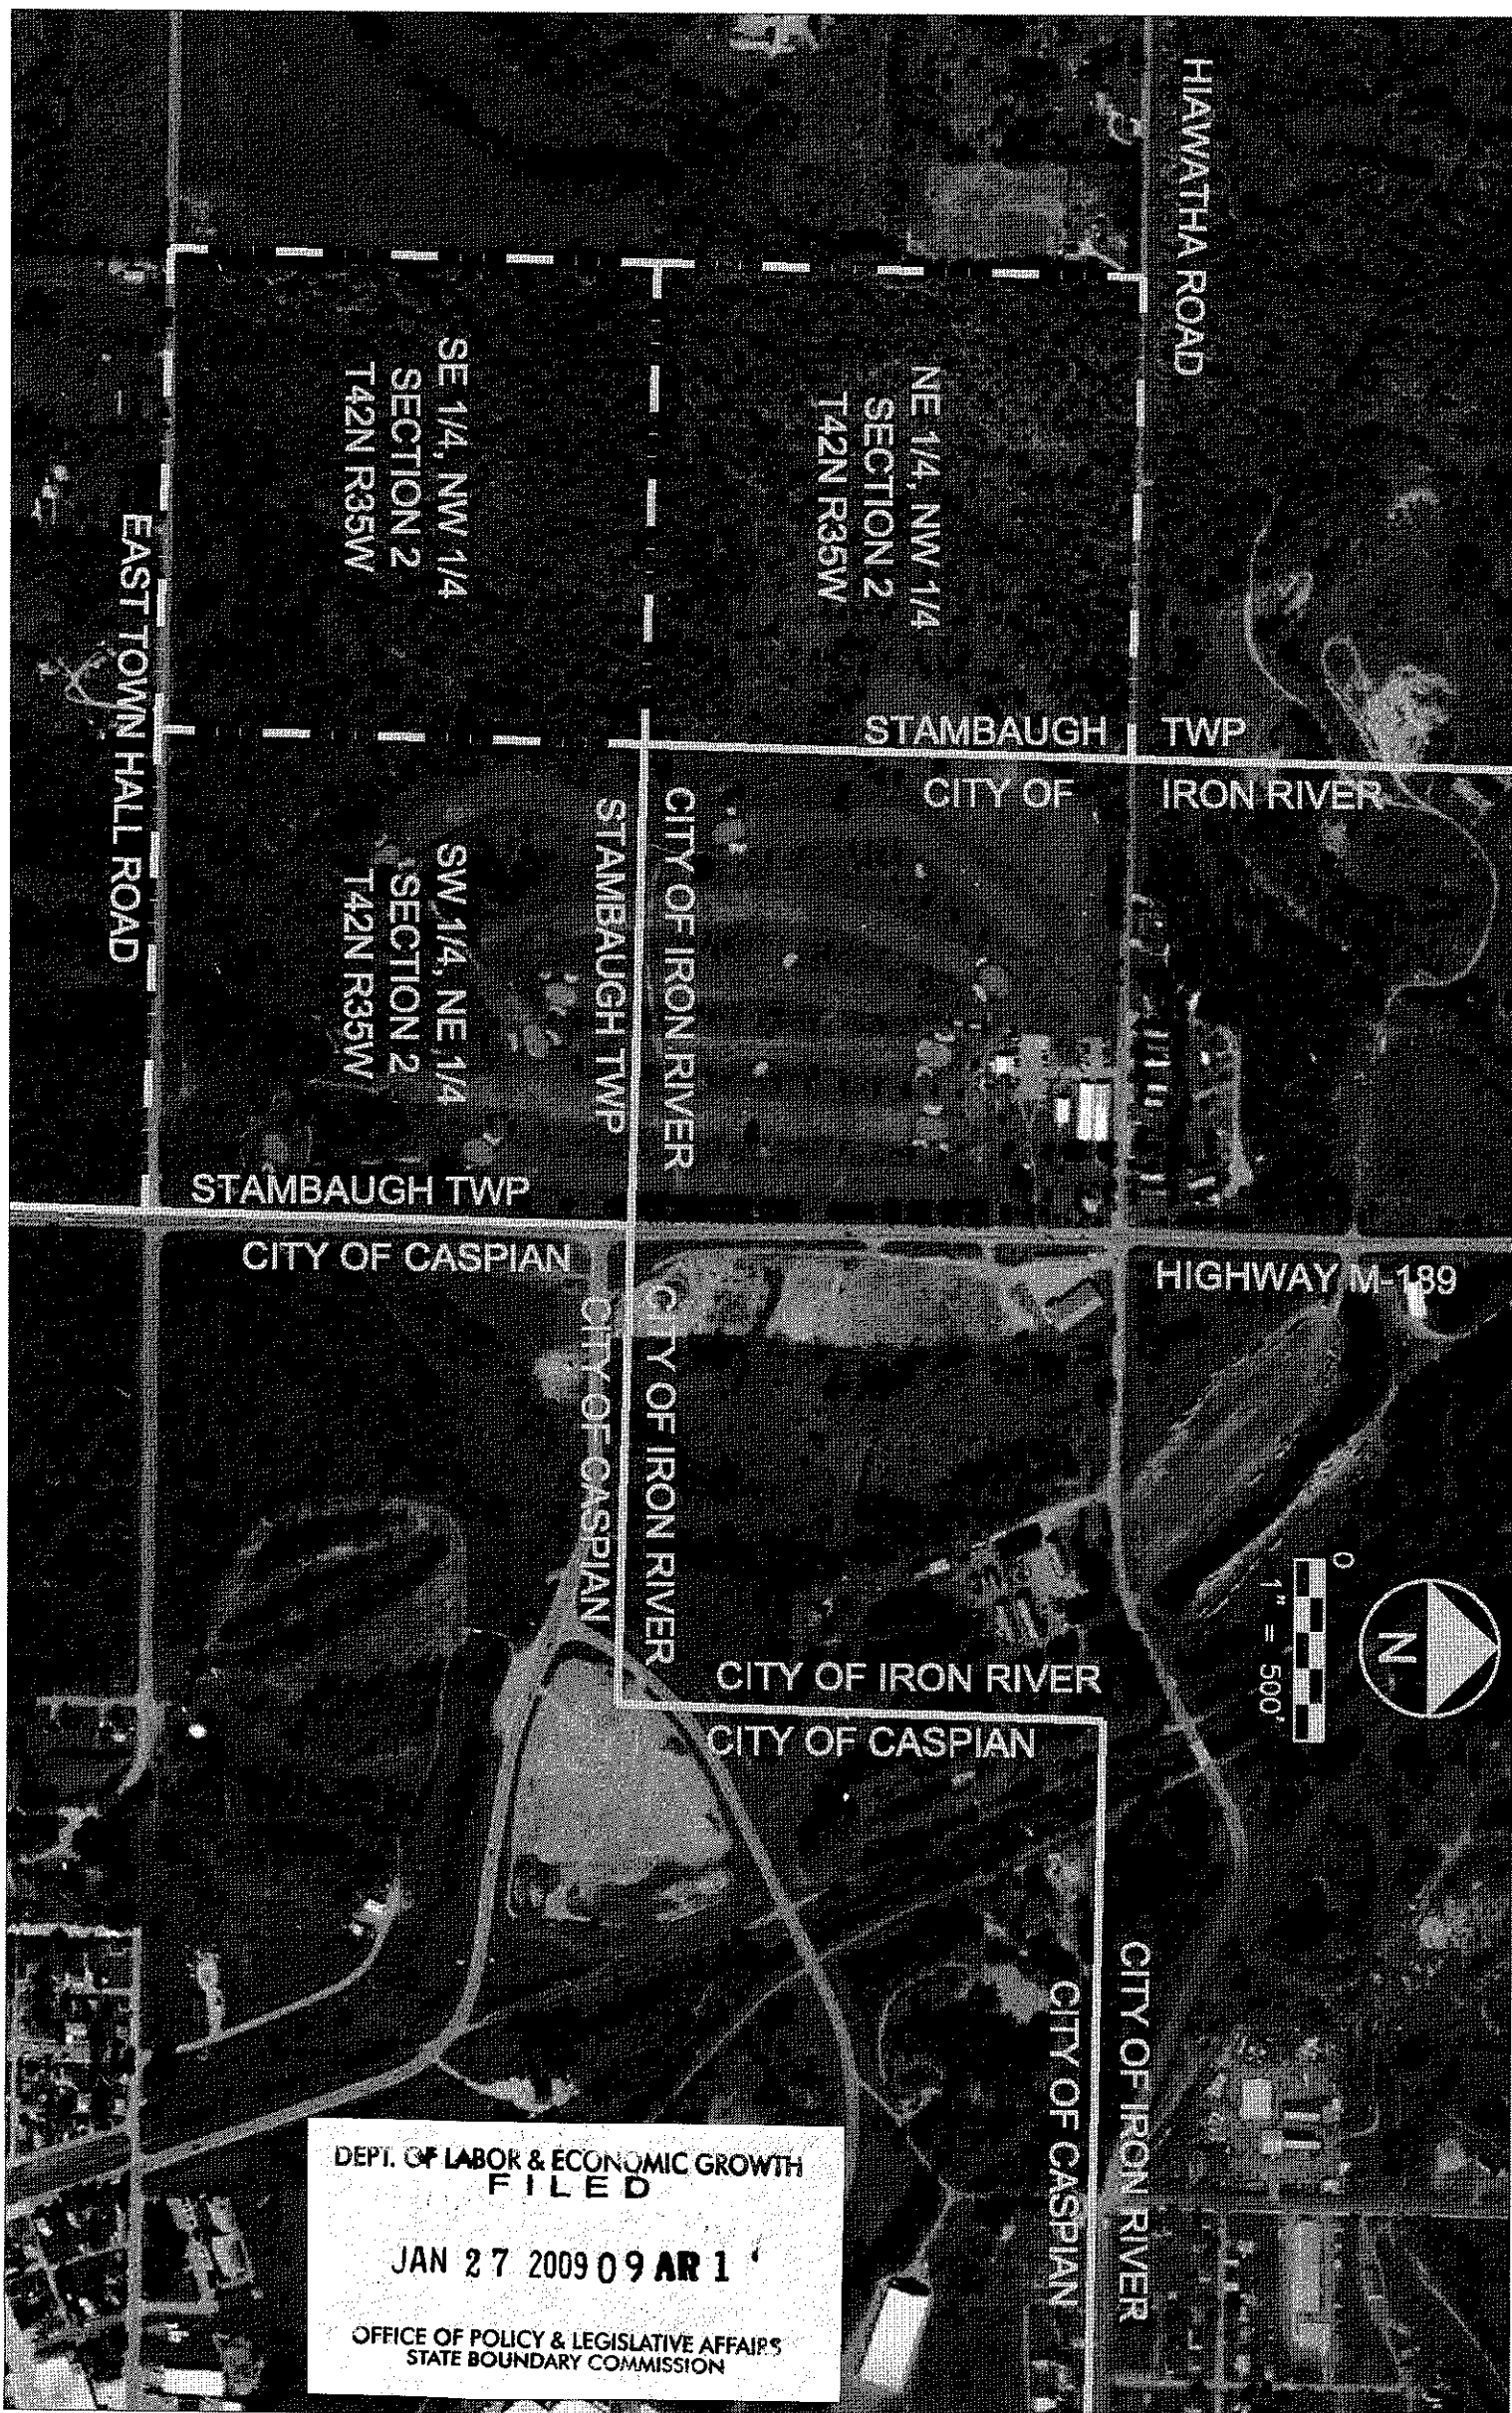 HIAWATHA ROAD
NE 1/4, NW 1/4
SECTION 2
T42N R35W
SE 1/4, NW 1/4
SECTION 2
T42N R35W
EAST TOWN HALL ROAD
STAMBAUGH TWP
CITY OF IRON RIVER
CITY OF IRON RIVER
STAMBAUGH TWP
SW 1/4, NE 1/4
SECTION 2
T42N R35W
STAMBAUGH TWP
CITY OF CASPIAN
HIGHWAY M-189
CITY OF IRON RIVER
CITY OF CASPIAN
0
1" = 500'
N
CITY OF IRON RIVER
CITY OF CASPIAN
CITY OF IRON RIVER
CITY OF CASPIAN
DEPT. OF LABOR & ECONOMIC GROWTH
FILED
JAN 27 2009 09 AR 1
OFFICE OF POLICY & LEGISLATIVE AFFAIRS
STATE BOUNDARY COMMISSION